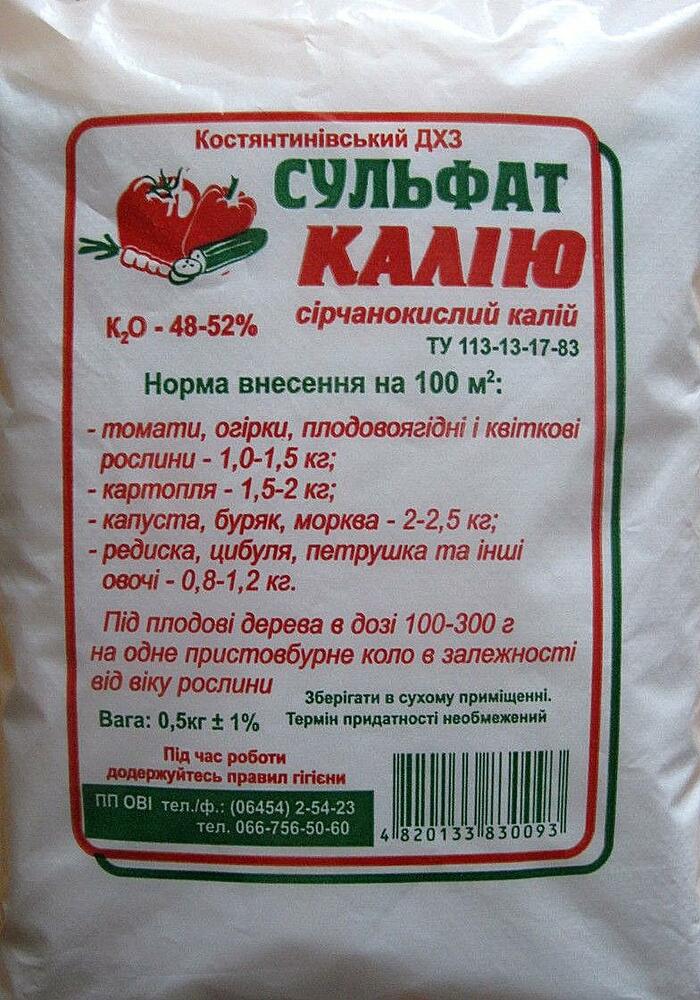 Костянтинівський ДХЗ
СУЛЬФАТ
КАЛІЮ
сірчанокислий калій
K₂O - 48-52%
ТУ 113-13-17-83
Норма внесення на 100 м²:
- томати, огірки, плодовоягідні і квіткові
рослини - 1,0-1,5 кг;
- картопля - 1,5-2 кг;
- капуста, буряк, морква - 2-2,5 кг;
- редиска, цибуля, петрушка та інші
овочі - 0,8-1,2 кг.
Під плодові дерева в дозі 100-300 г
на одне пристовбурне коло в залежності
від віку рослини
Зберігати в сухому приміщенні.
Вага: 0,5кг ± 1%
Термін придатності необмежений
Під час роботи
додержуйтесь правил гігієни
ПП ОВІ тел./ф.: (06454) 2-54-23
тел. 066-756-50-60
4 820133 830093